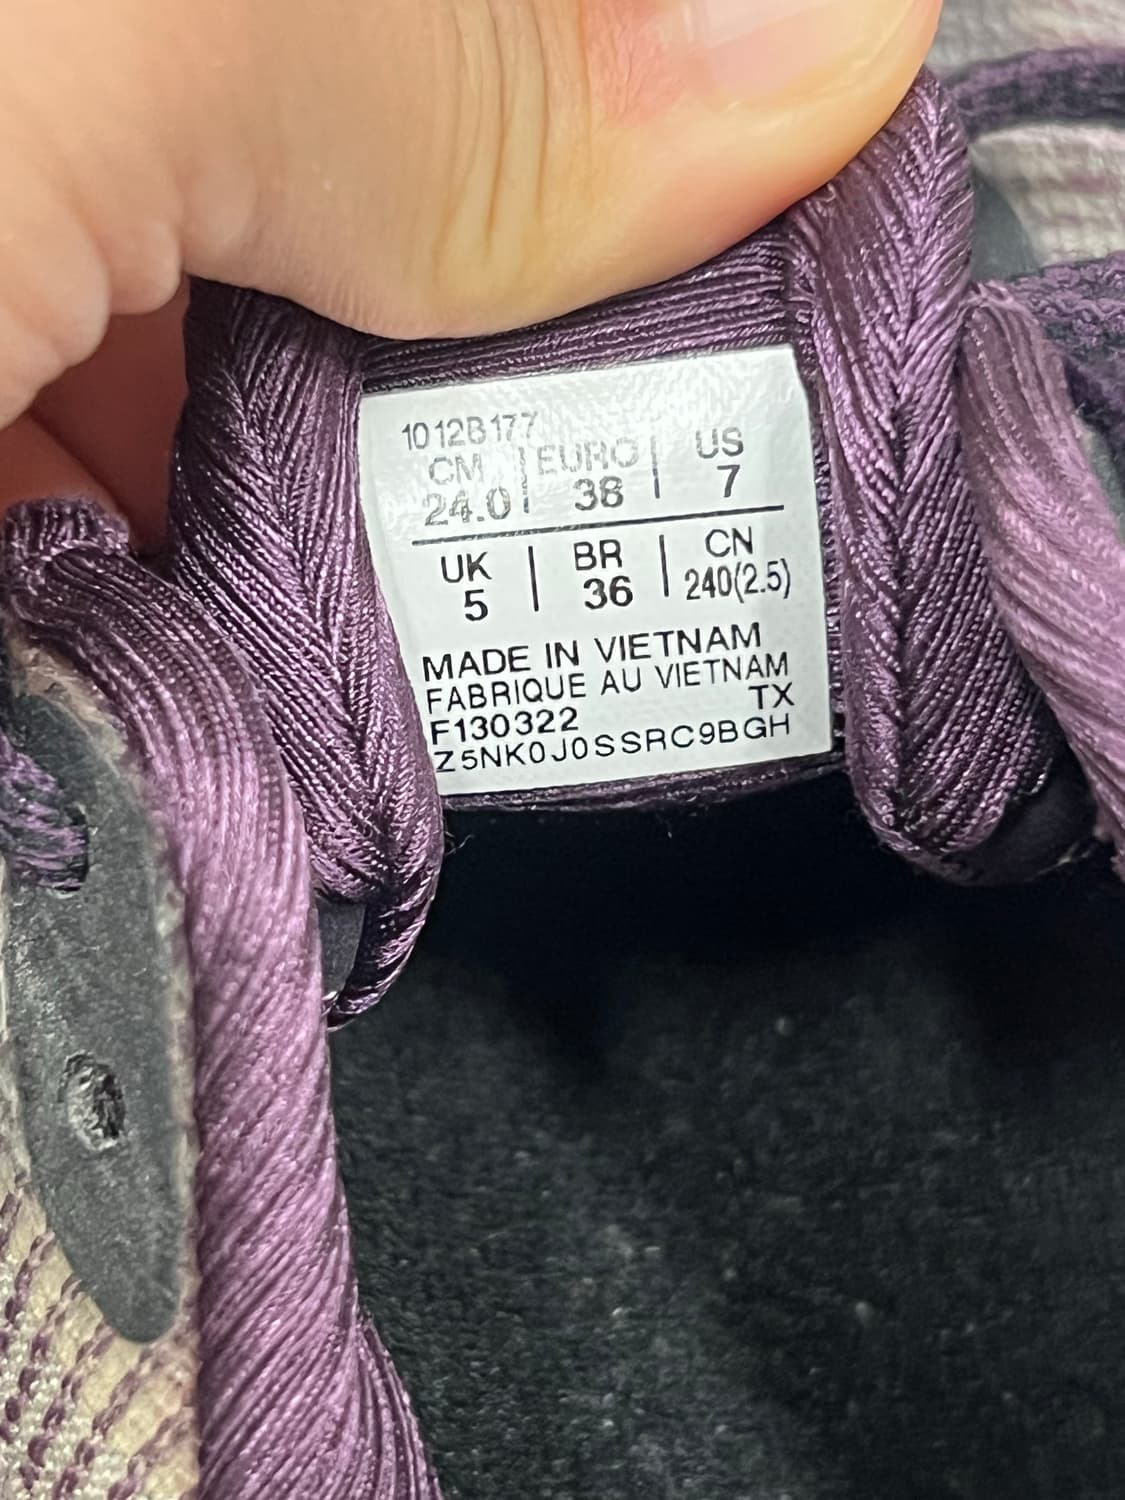 1012B177
CM | EURO | US
24.0 | 38 | 7
UK | BR | CN
5 | 36 | 240(2.5)
MADE IN VIETNAM
FABRIQUE AU VIETNAM
TX
F130322
Z5NK0J0SSRC9BGH